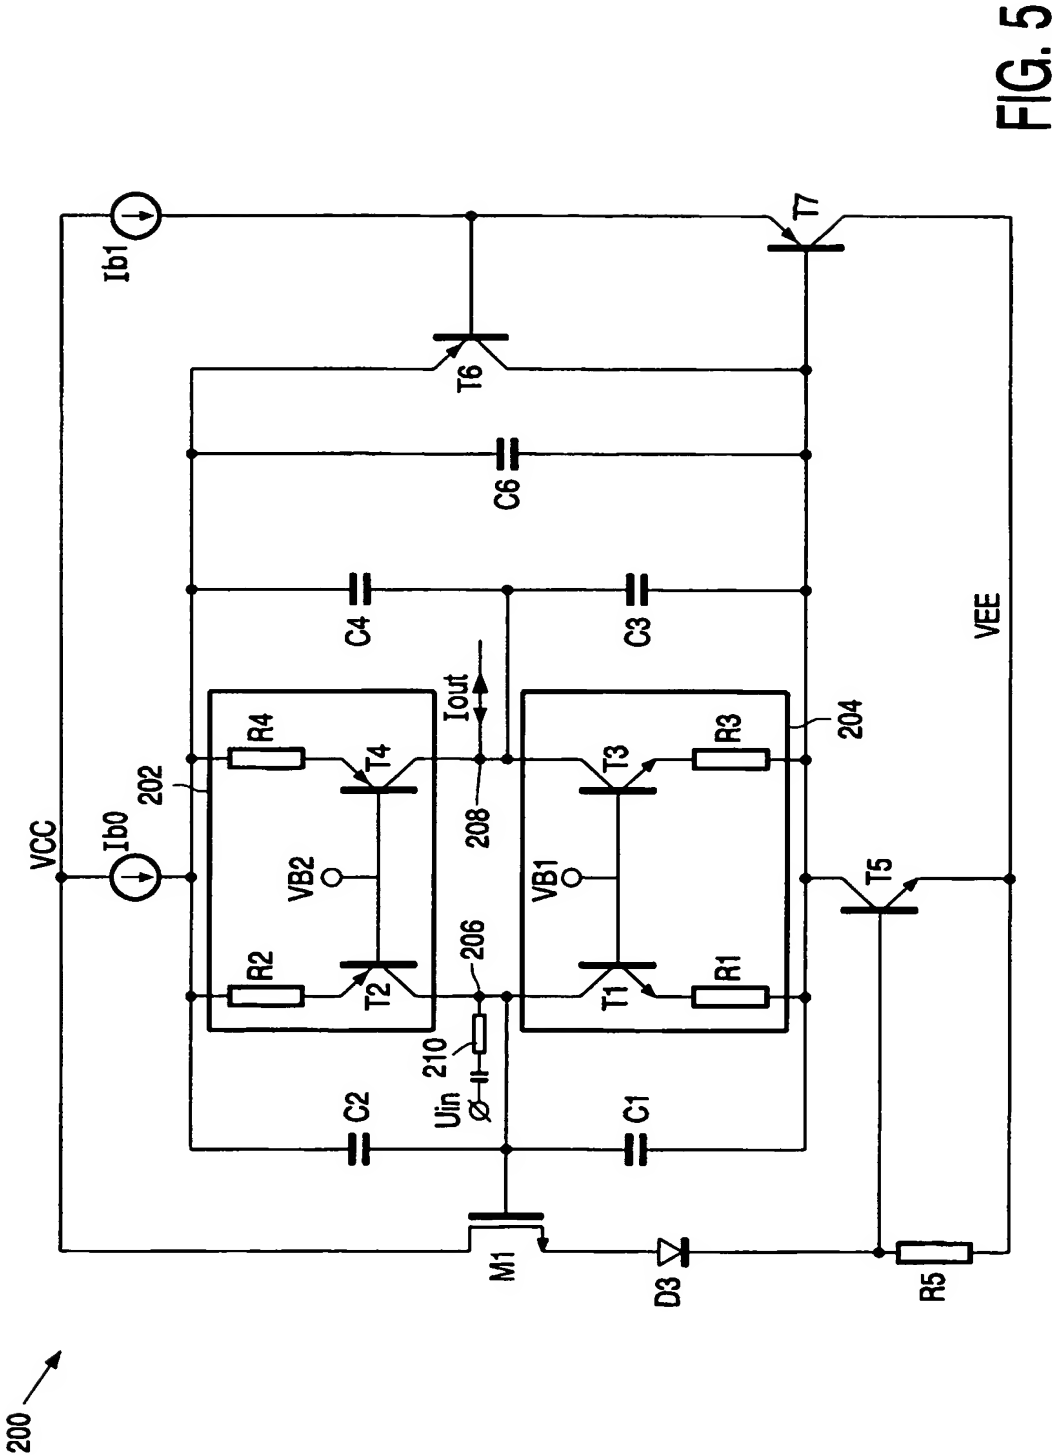 200
VCC
Ib0
Ib1
202
R2
R4
T2
T4
VB2
C2
C4
C6
T6
T7
Uin
210
206
208
Iout
M1
C1
C3
T1
T3
VB1
R1
R3
204
D3
R5
T5
VEE
FIG. 5